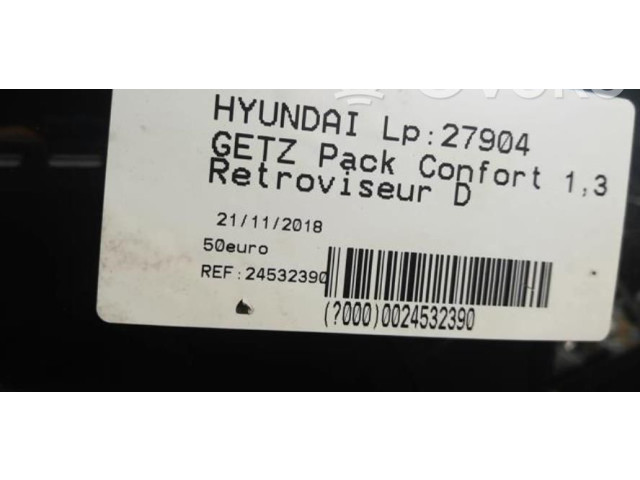 HYUNDAI Lp:27904
GETZ Pack Confort 1,3
Retroviseur D
21/11/2018
50euro
REF:24532390
(?000)0024532390